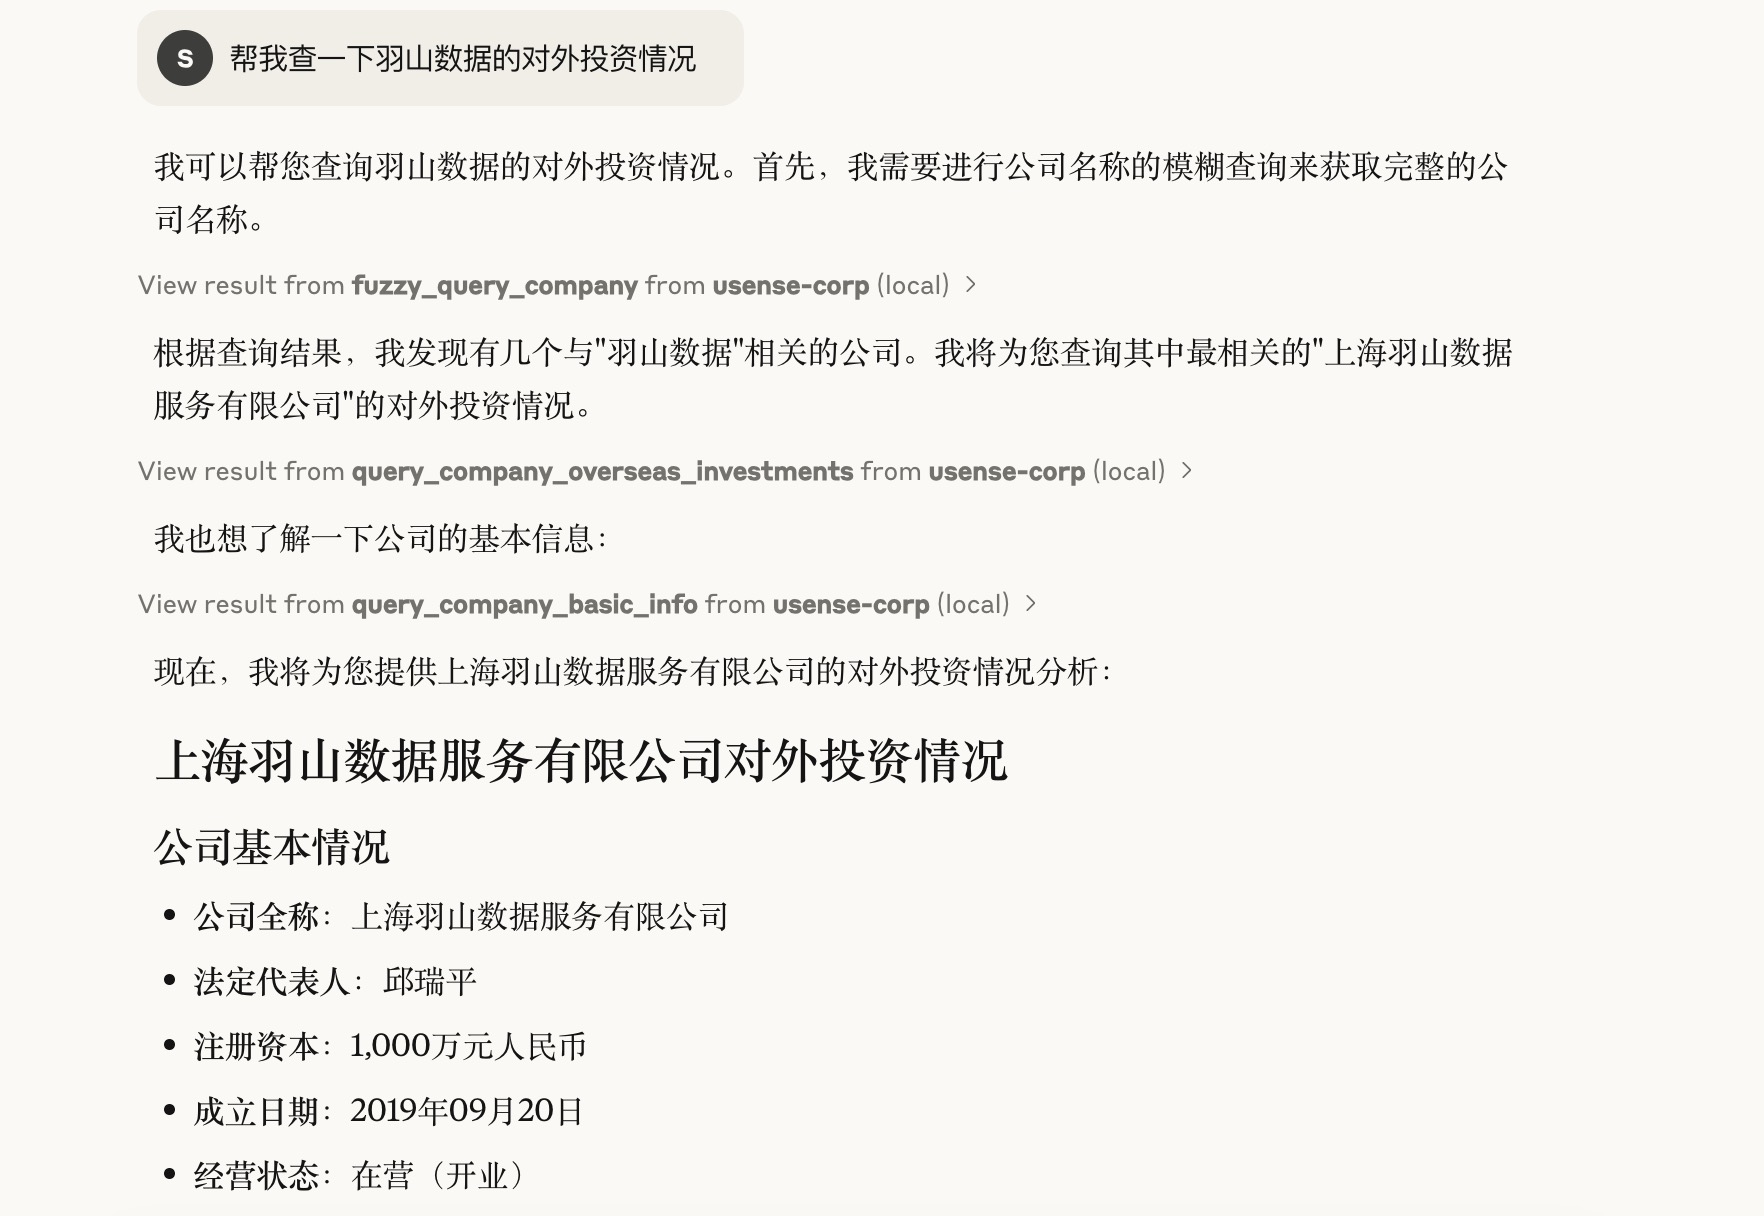 S 帮我查一下羽山数据的对外投资情况
我可以帮您查询羽山数据的对外投资情况。首先，我需要进行公司名称的模糊查询来获取完整的公
司名称。
View result from fuzzy_query_company from usense-corp (local) >
根据查询结果，我发现有几个与"羽山数据"相关的公司。我将为您查询其中最相关的"上海羽山数据
服务有限公司"的对外投资情况。
View result from query_company_overseas_investments from usense-corp (local) >
我也想了解一下公司的基本信息：
View result from query_company_basic_info from usense-corp (local) >
现在，我将为您提供上海羽山数据服务有限公司的对外投资情况分析：
上海羽山数据服务有限公司对外投资情况
公司基本情况
• 公司全称：上海羽山数据服务有限公司
• 法定代表人：邱瑞平
• 注册资本：1,000万元人民币
• 成立日期：2019年09月20日
• 经营状态：在营（开业）